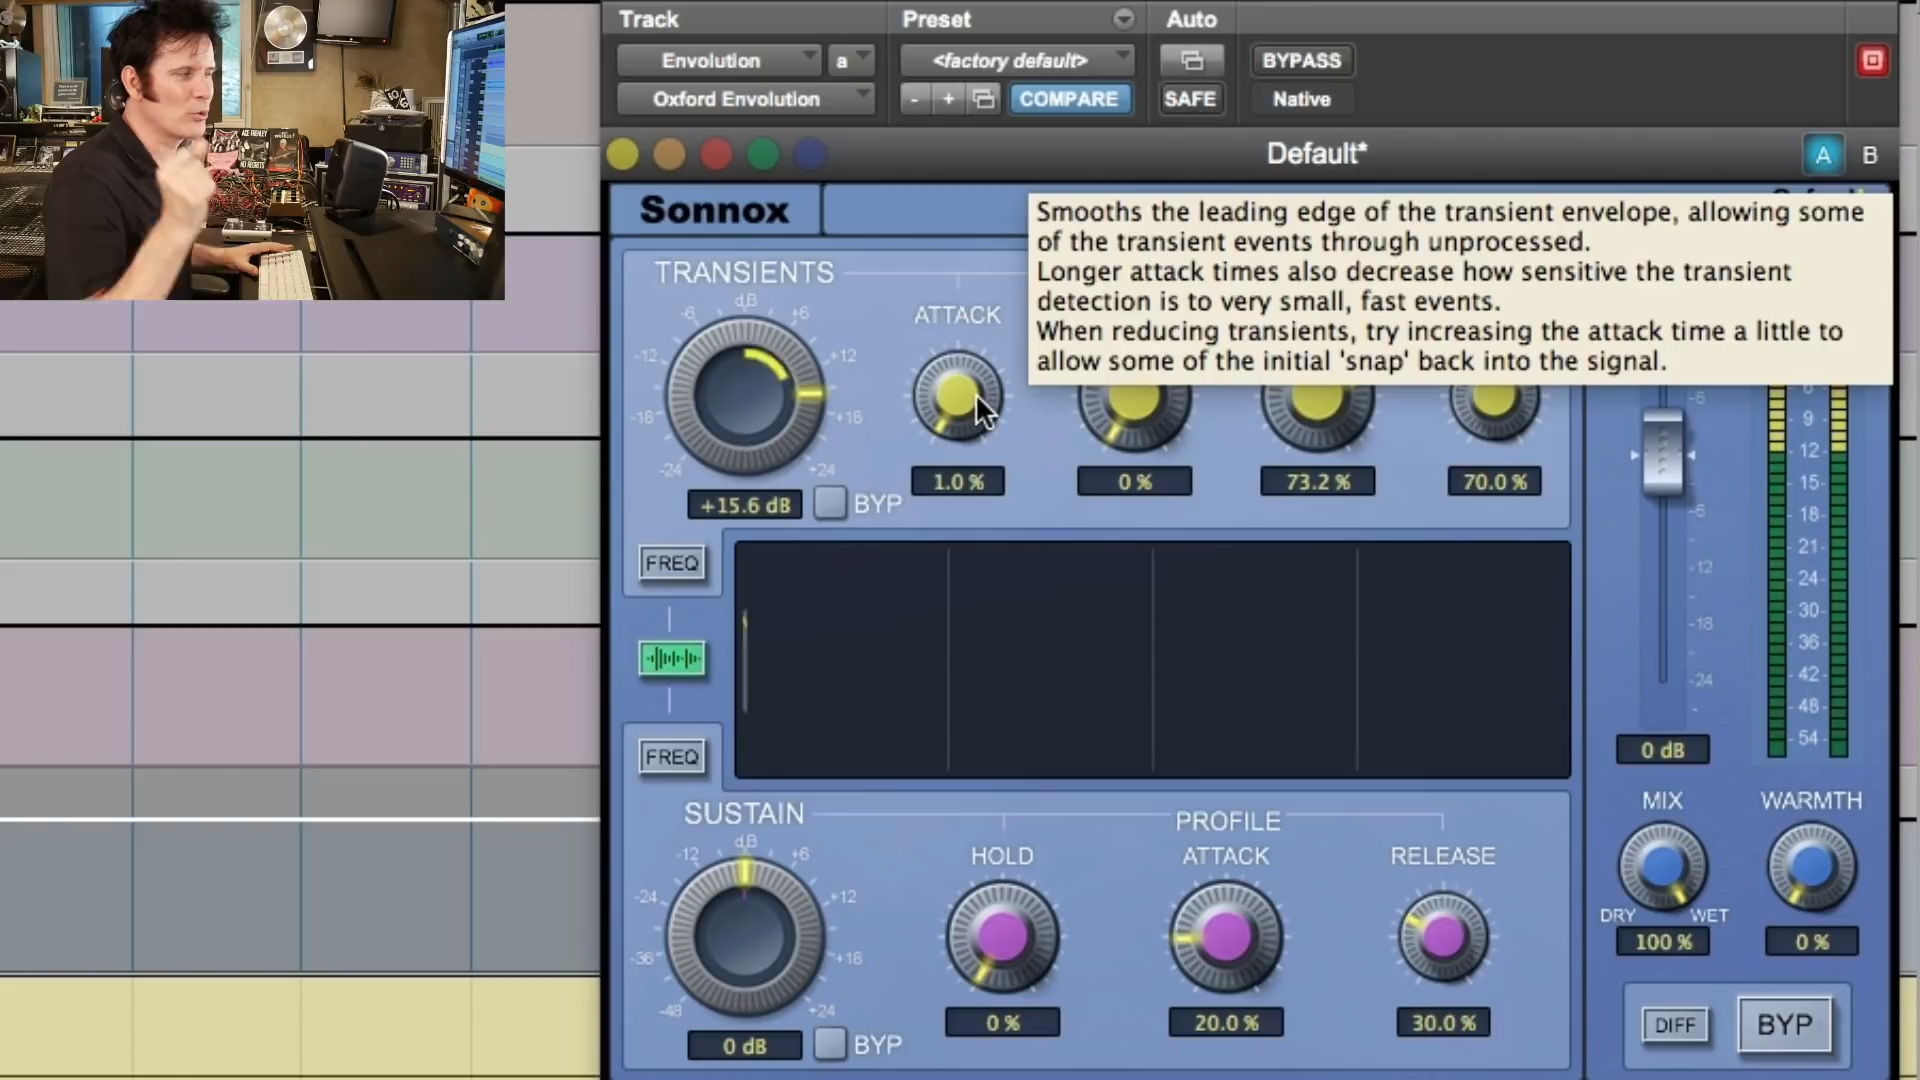 Track
Preset
Auto
Envolution
a
<factory default>
BYPASS
Oxford Envolution
-
+
COMPARE
SAFE
Native
Default*
A
B
Sonnox
Smooths the leading edge of the transient envelope, allowing some
of the transient events through unprocessed.
Longer attack times also decrease how sensitive the transient
detection is to very small, fast events.
When reducing transients, try increasing the attack time a little to
allow some of the initial 'snap' back into the signal.
TRANSIENTS
dB
-6
+6
-12
+12
-18
+18
-24
+24
+15.6 dB
BYP
ATTACK
1.0 %
0 %
73.2 %
70.0 %
FREQ
FREQ
SUSTAIN
dB
-12
+6
-24
+12
-36
+18
-48
+24
0 dB
BYP
PROFILE
HOLD
ATTACK
RELEASE
0 %
20.0 %
30.0 %
-6
-6
-12
-18
-24
-
0 dB
6
9
12
15
18
21
24
30
36
42
48
54
MIX
WARMTH
DRY
WET
100 %
0 %
DIFF
BYP
ACE FREHLEY
NO REGRETS